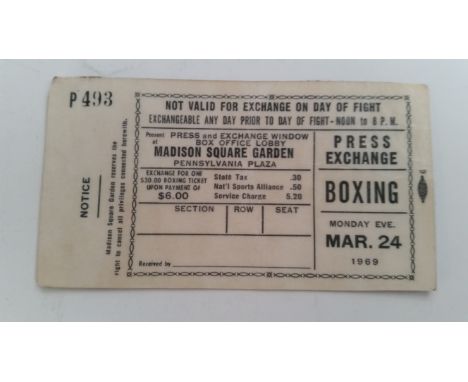 P 493
NOTICE
Madison Square Garden reserves the
right to cancel all privileges connected herewith.
NOT VALID FOR EXCHANGE ON DAY OF FIGHT
EXCHANGEABLE ANY DAY PRIOR TO DAY OF FIGHT - NOON to 6 P. M.
Present at PRESS and EXCHANGE WINDOW
BOX OFFICE LOBBY
MADISON SQUARE GARDEN
PENNSYLVANIA PLAZA
EXCHANGE FOR ONE
$30.00 BOXING TICKET
UPON PAYMENT OF
$6.00
State Tax .30
Nat'l Sports Alliance .50
Service Charge 5.20
SECTION ROW SEAT
Received by
PRESS
EXCHANGE
BOXING
MONDAY EVE.
MAR. 24
1969